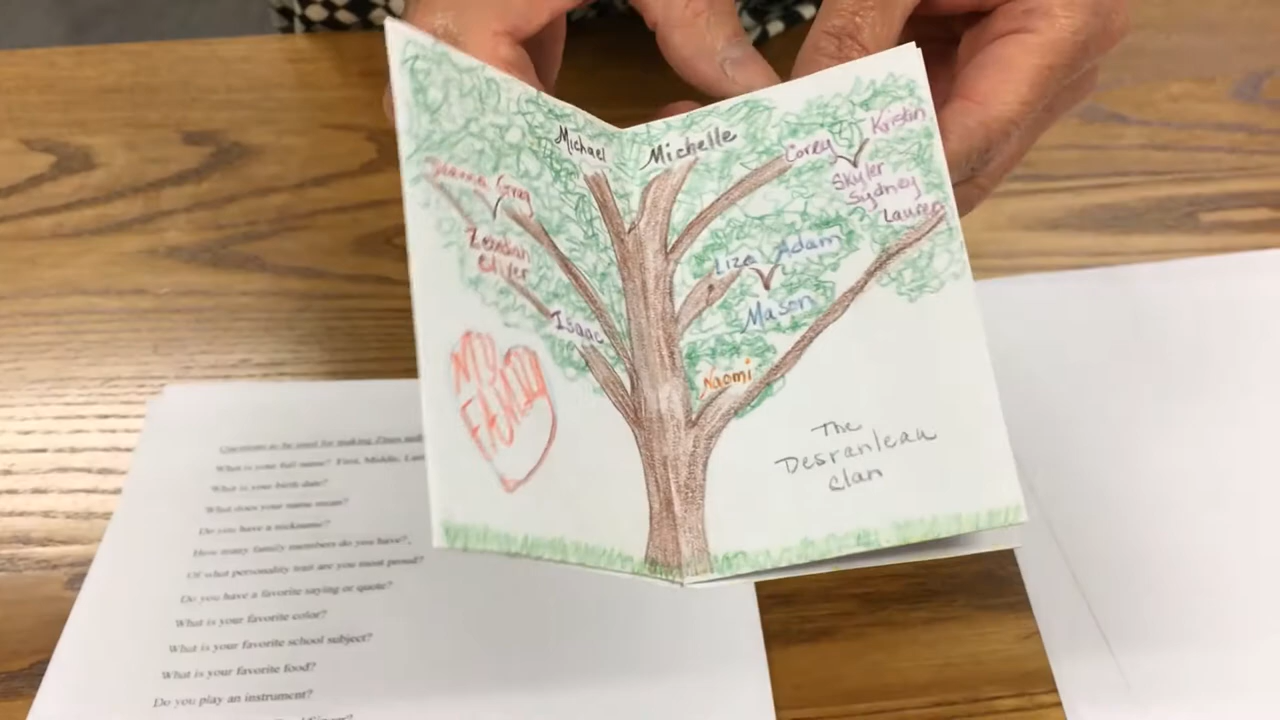 Michael
Michelle
Corey
Kristin
Skyler
Sydney
Lauren
Greg
Isaac
Adam
Mason
Naomi
MY
FAMILY
The
Desranleau
Clan
What is your full name? First, Middle, Last
What is your birth date?
What does your name mean?
Do you have a nickname?
How many family members do you have?
Of what personality trait are you most proud?
Do you have a favorite saying or quote?
What is your favorite color?
What is your favorite school subject?
What is your favorite food?
Do you play an instrument?